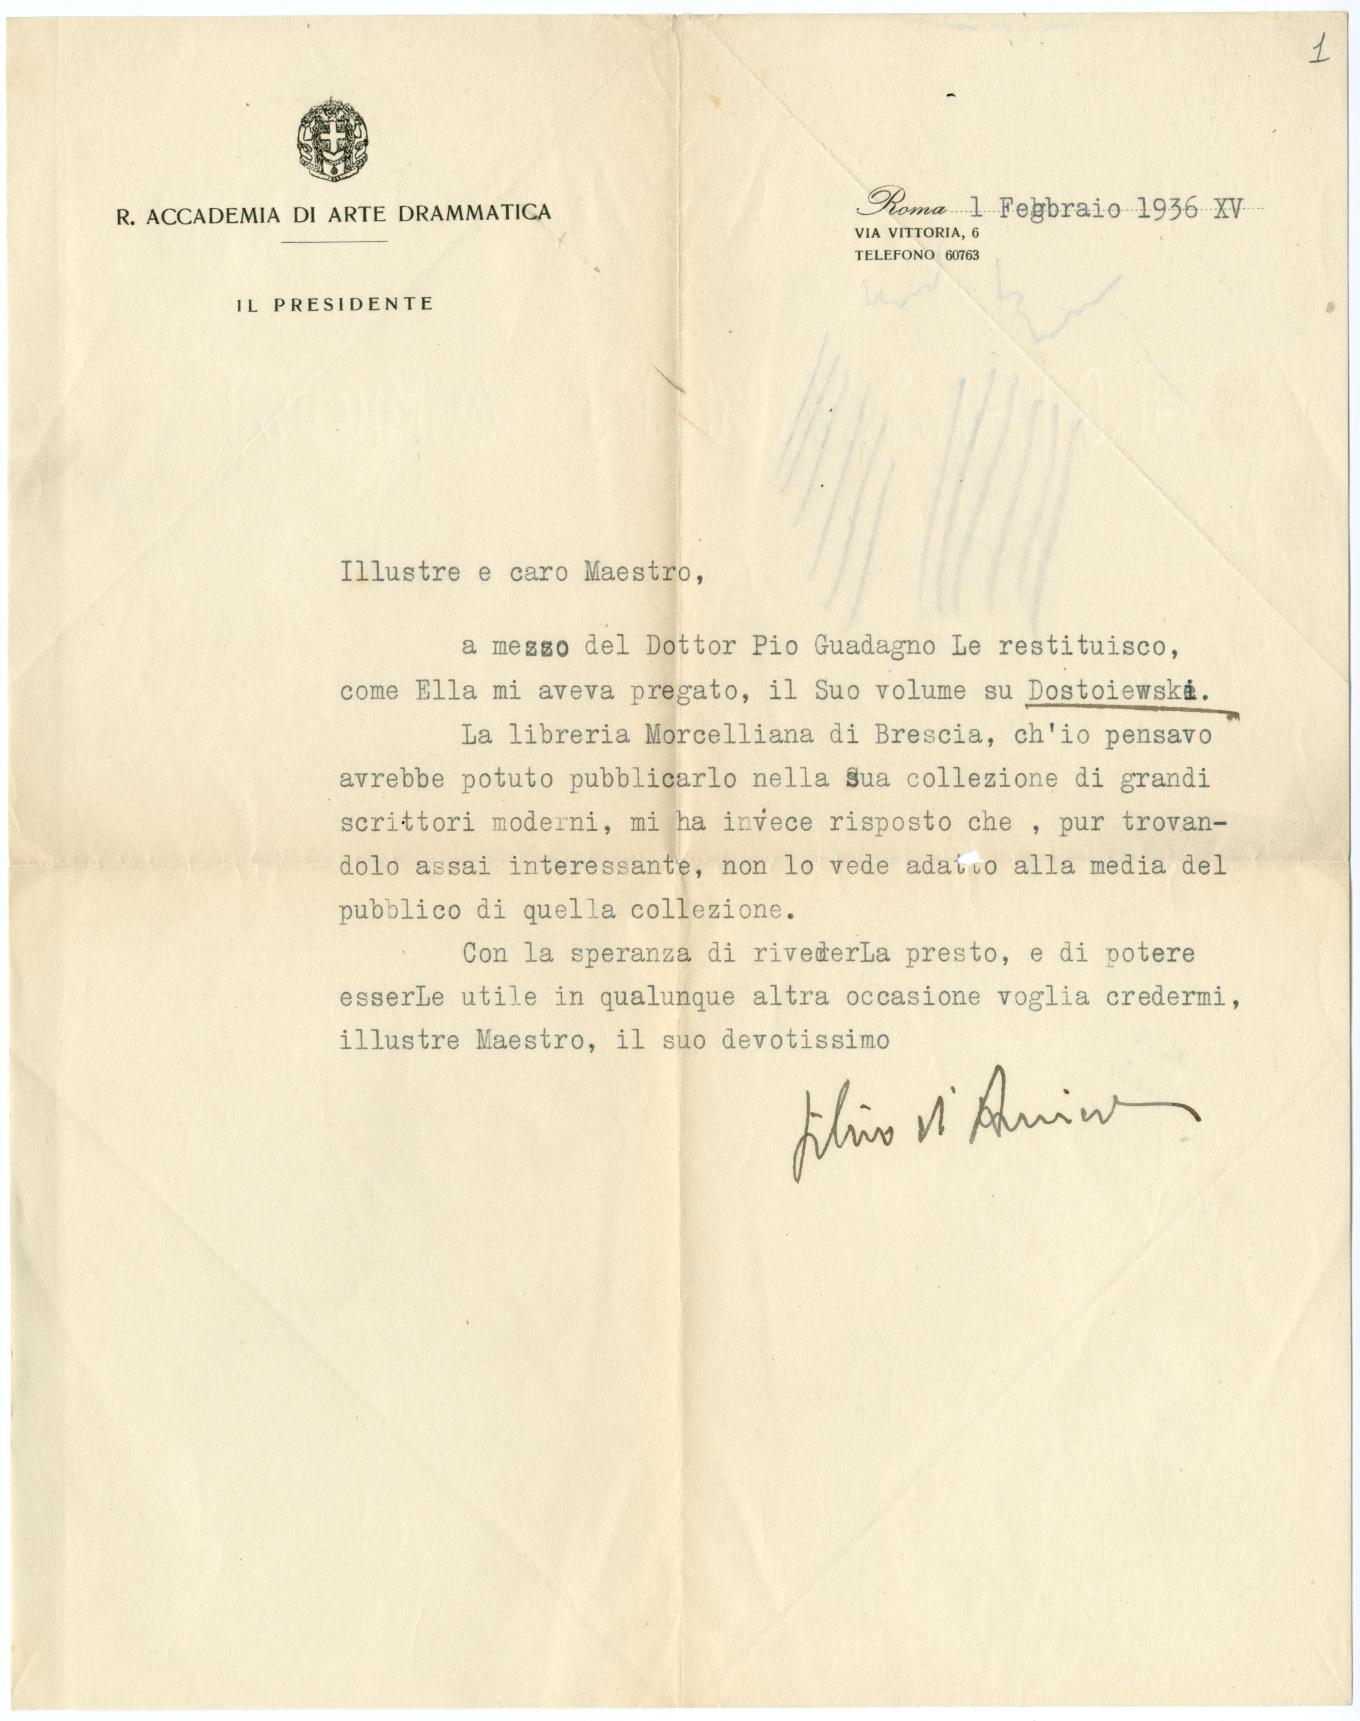 1
R. ACCADEMIA DI ARTE DRAMMATICA
IL PRESIDENTE
Roma 1 Febbraio 1936 XV
VIA VITTORIA, 6
TELEFONO 60763
Illustre e caro Maestro,
a mezzo del Dottor Pio Guadagno Le restituisco,
come Ella mi aveva pregato, il Suo volume su Dostoiewski.
La libreria Morcelliana di Brescia, ch'io pensavo
avrebbe potuto pubblicarlo nella Sua collezione di grandi
scrittori moderni, mi ha invece risposto che , pur trovan-
dolo assai interessante, non lo vede adatto alla media del
pubblico di quella collezione.
Con la speranza di rivederLa presto, e di potere
esserLe utile in qualunque altra occasione voglia credermi,
illustre Maestro, il suo devotissimo
Silvio d'Amico